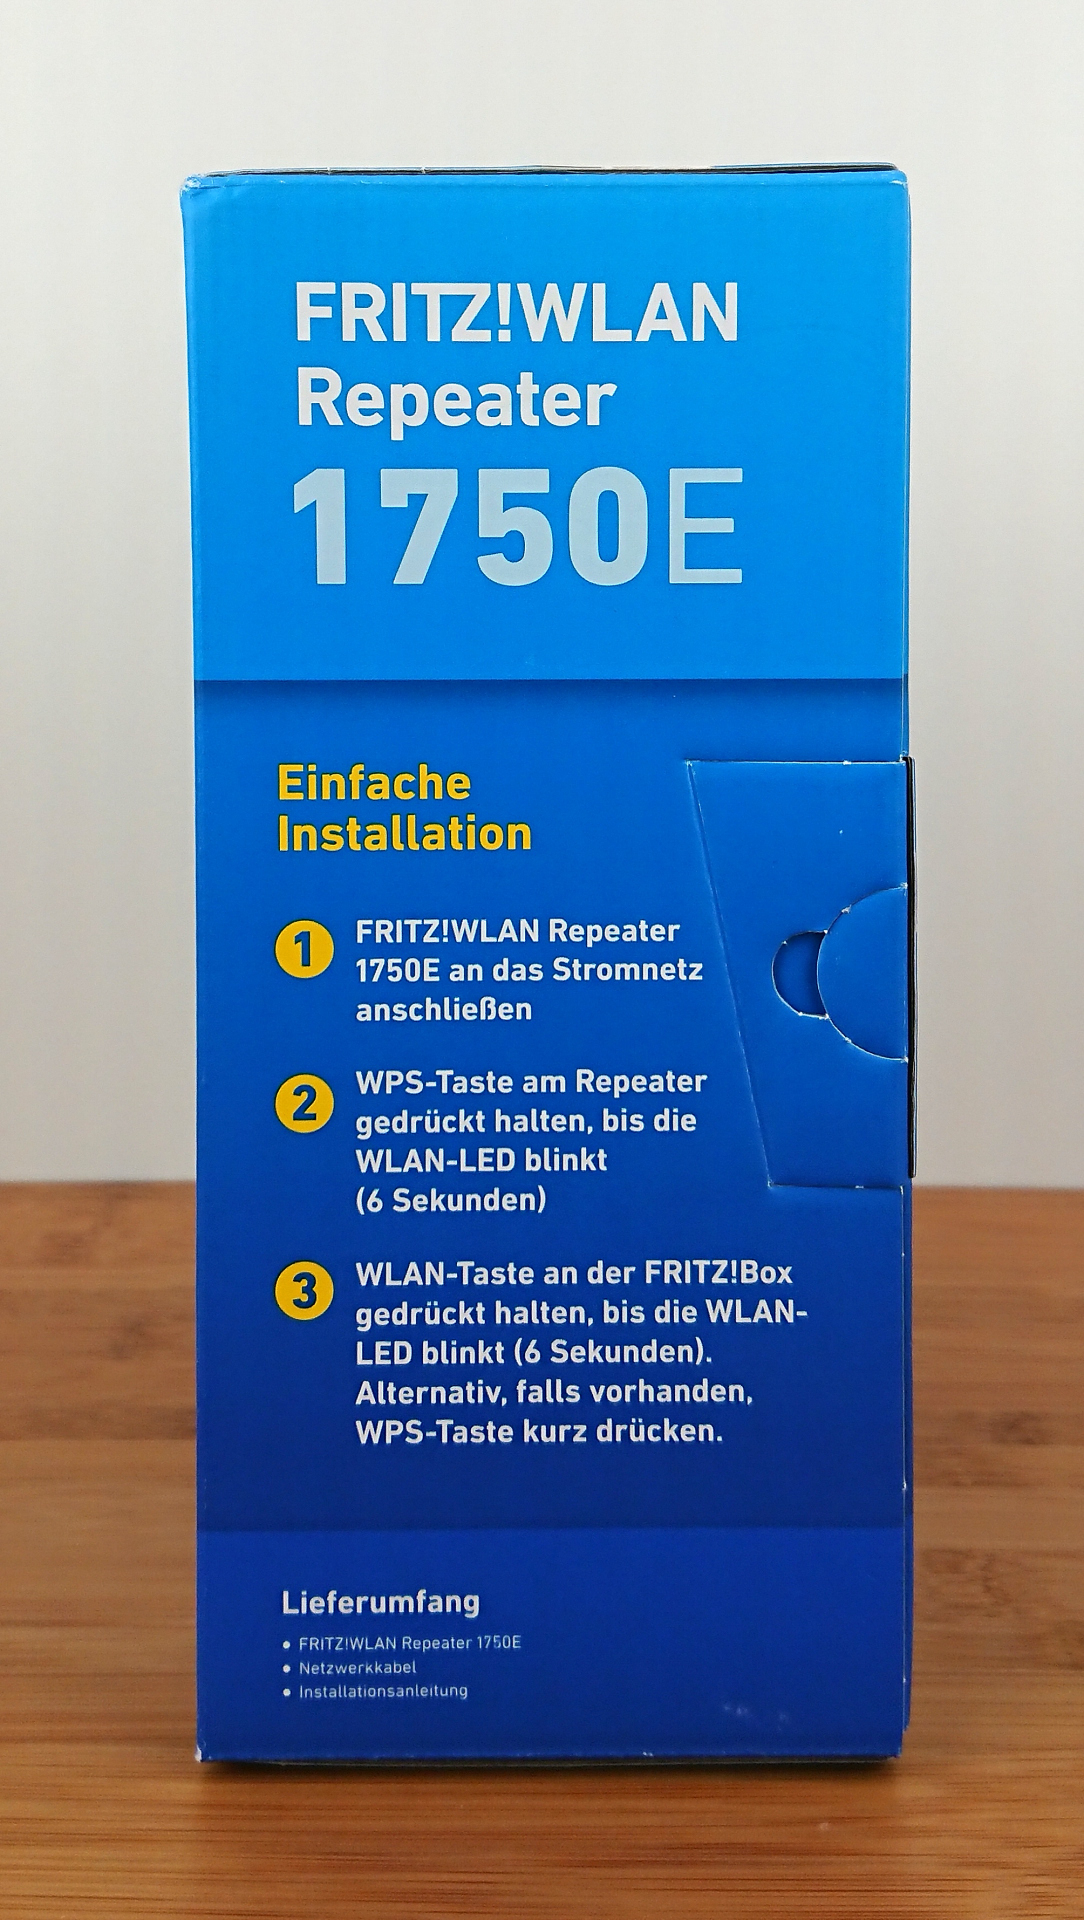 FRITZ!WLAN
Repeater
1750E
Einfache
Installation
1
FRITZ!WLAN Repeater
1750E an das Stromnetz
anschließen
2
WPS-Taste am Repeater
gedrückt halten, bis die
WLAN-LED blinkt
(6 Sekunden)
3
WLAN-Taste an der FRITZ!Box
gedrückt halten, bis die WLAN-
LED blinkt (6 Sekunden).
Alternativ, falls vorhanden,
WPS-Taste kurz drücken.
Lieferumfang
• FRITZ!WLAN Repeater 1750E
• Netzwerkkabel
• Installationsanleitung